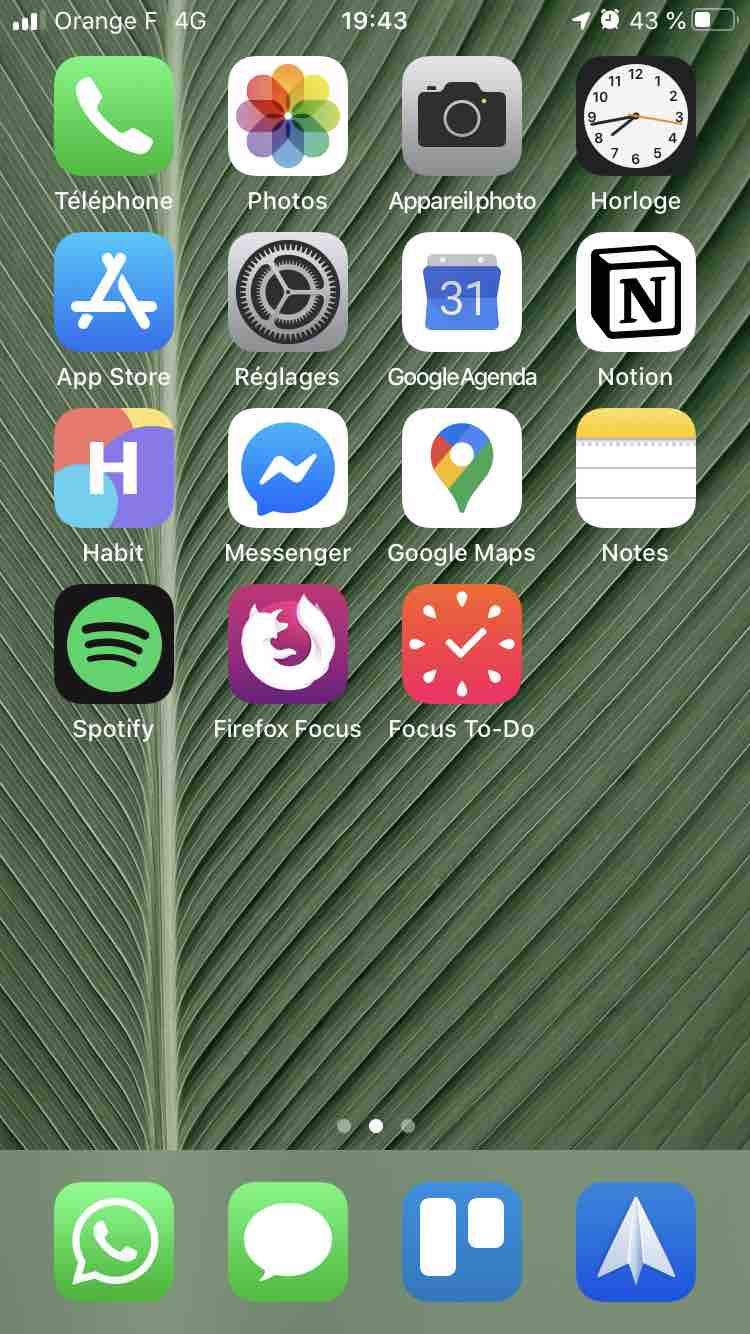 Orange F 4G 19:43 43 %
12
11 1
10 2
9 3
8 4
7 5
6
Téléphone Photos Appareil photo Horloge
31 N
App Store Réglages Google Agenda Notion
H
Habit Messenger Google Maps Notes
Spotify Firefox Focus Focus To-Do